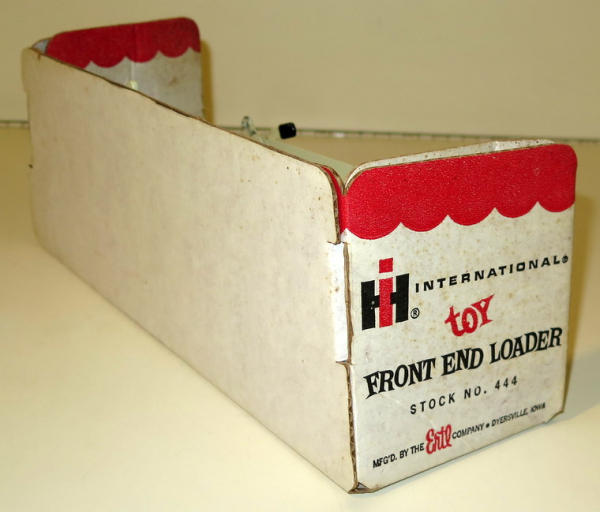 IH® INTERNATIONAL®
toy
FRONT END LOADER
STOCK NO. 444
MFG'D. BY THE Ertl COMPANY • DYERSVILLE, IOWA